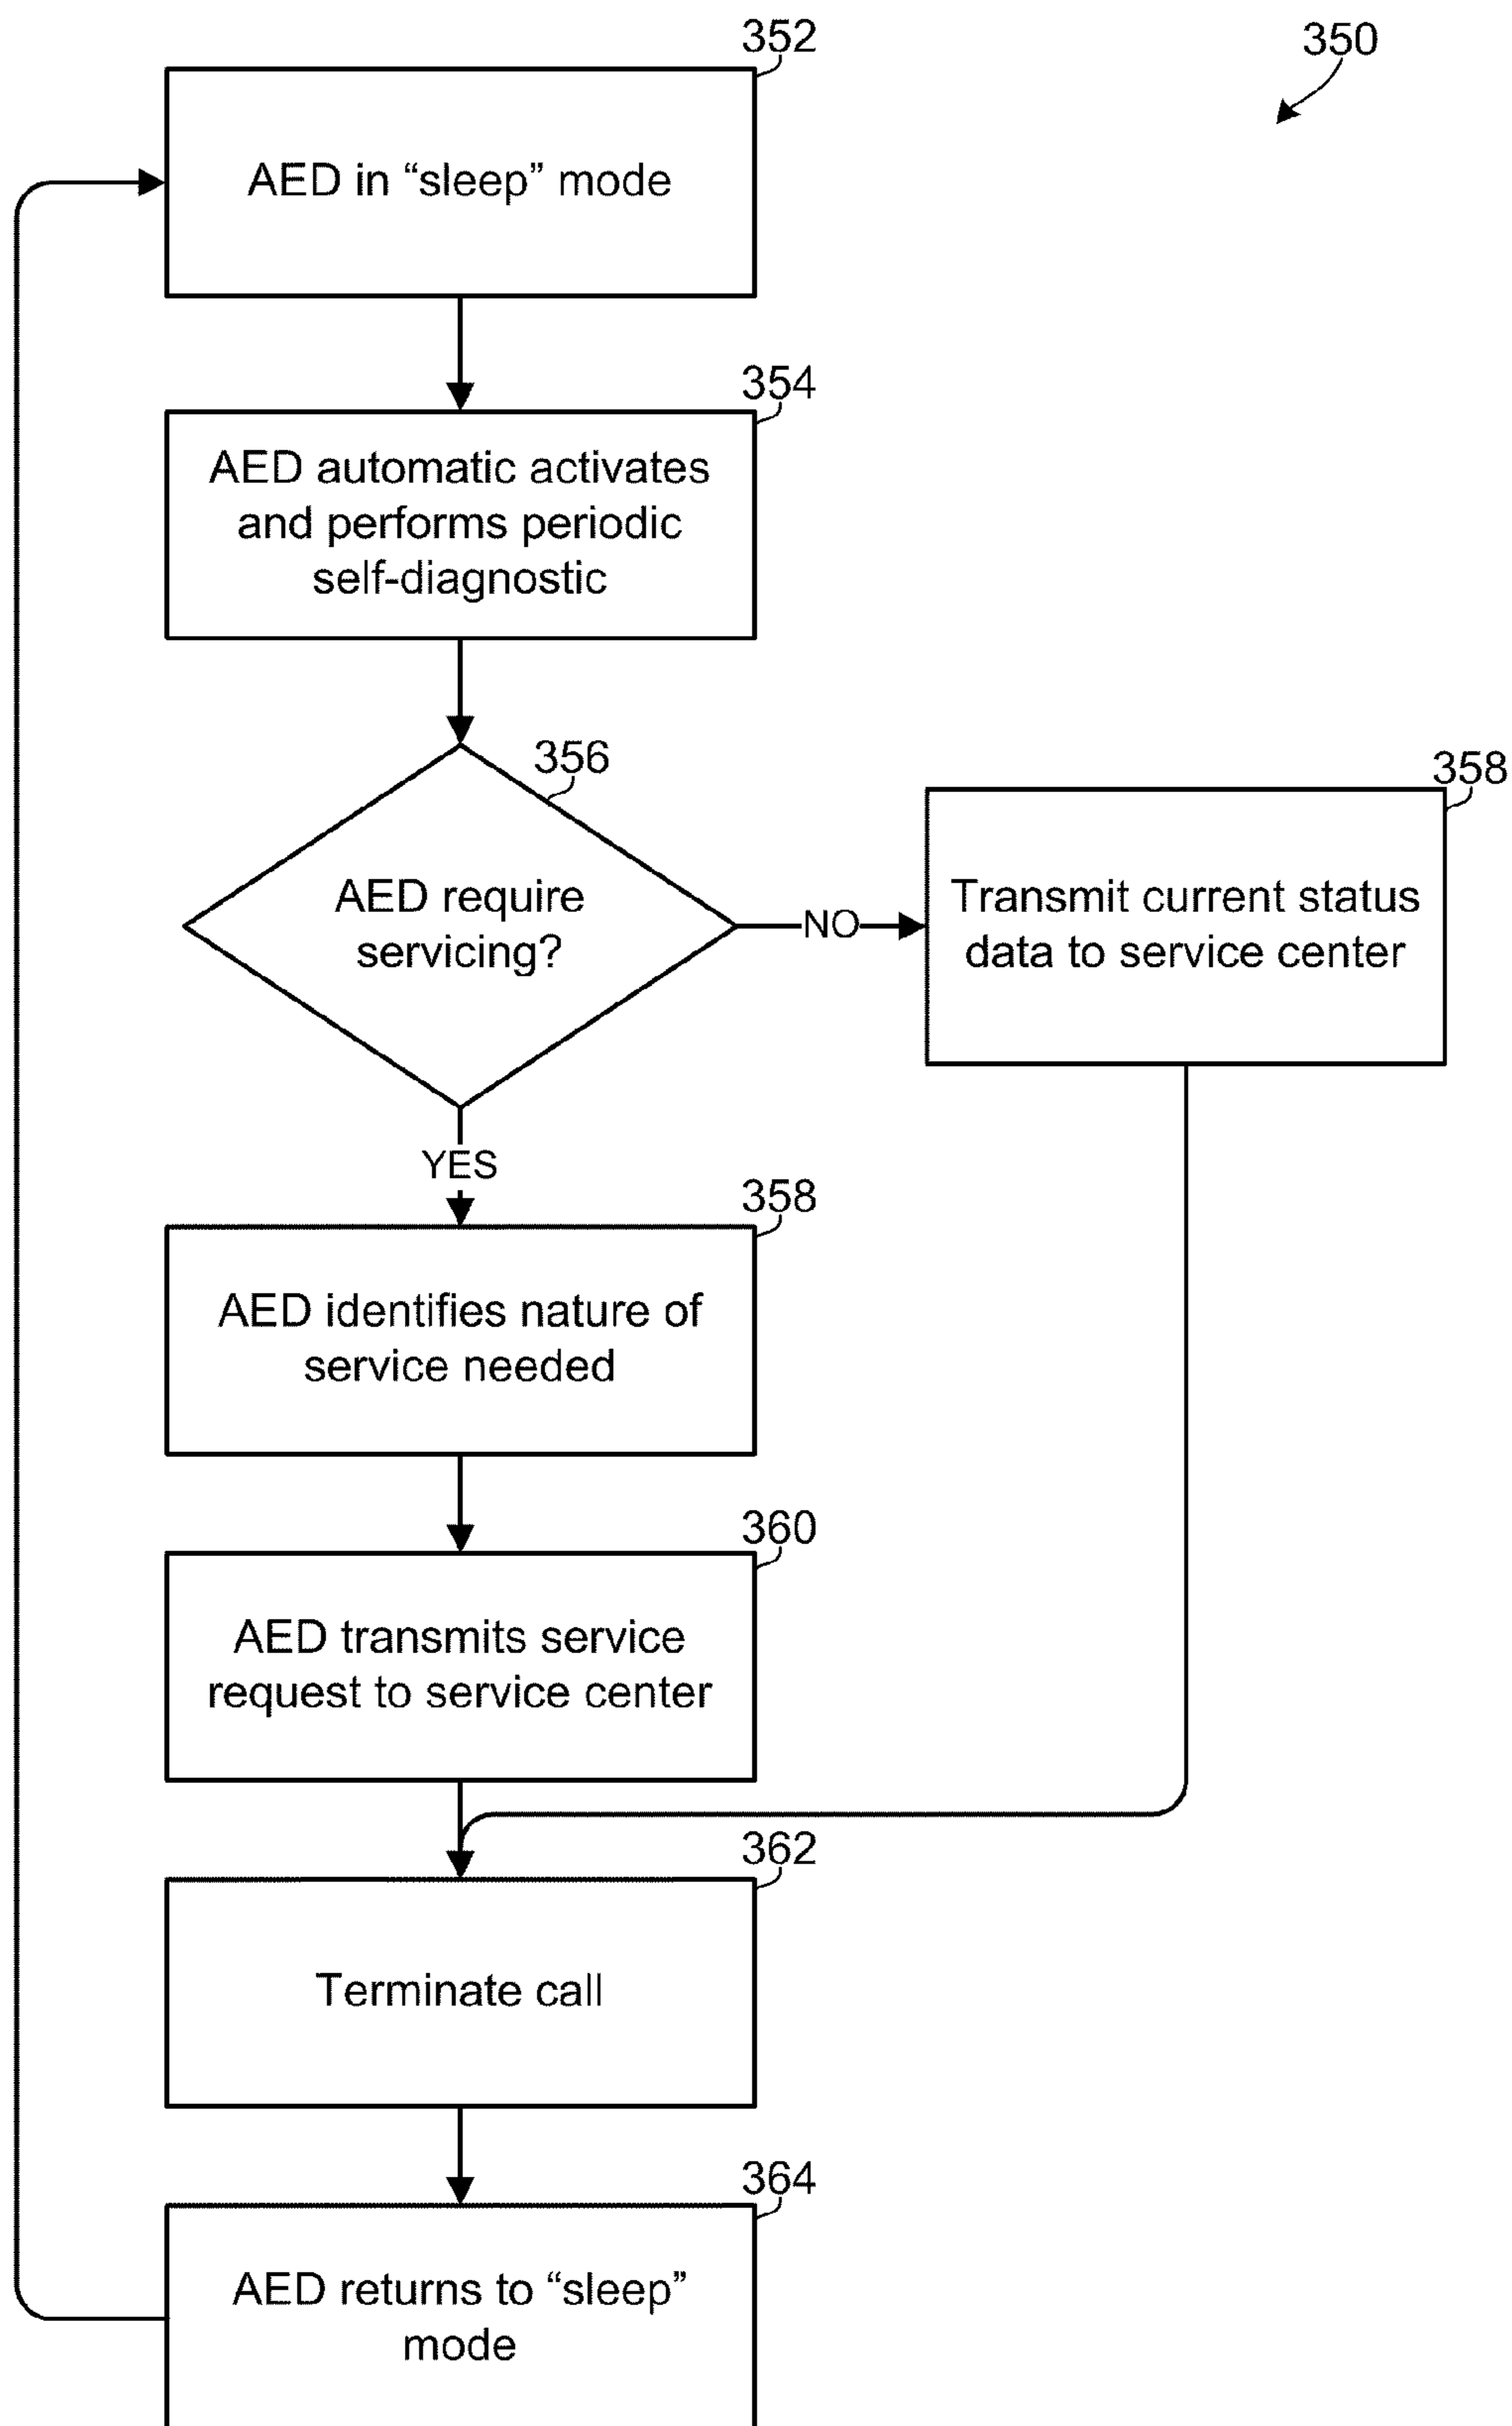 352
350
AED in “sleep” mode
354
AED automatic activates
and performs periodic
self-diagnostic
356
358
AED require
servicing?
NO
Transmit current status
data to service center
YES
358
AED identifies nature of
service needed
360
AED transmits service
request to service center
362
Terminate call
364
AED returns to “sleep”
mode